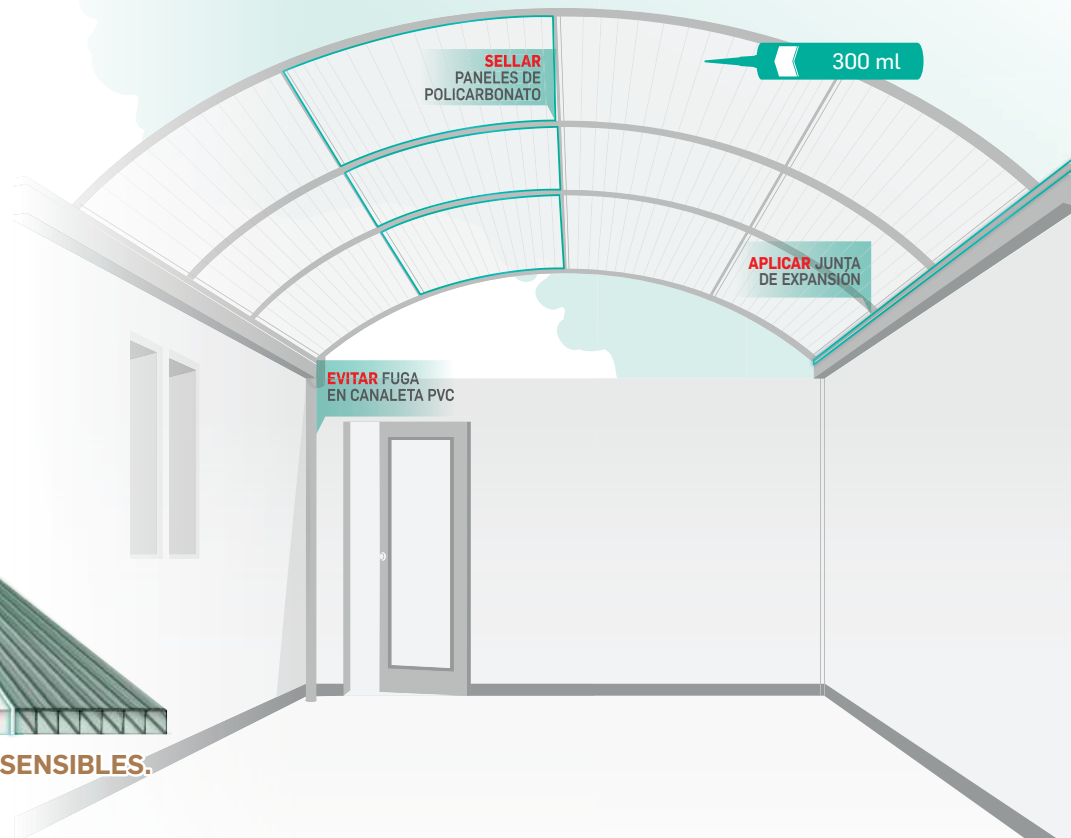 SELLAR
PANELES DE
POLICARBONATO
300 ml
APLICAR JUNTA
DE EXPANSIÓN
EVITAR FUGA
EN CANALETA PVC
SENSIBLES.